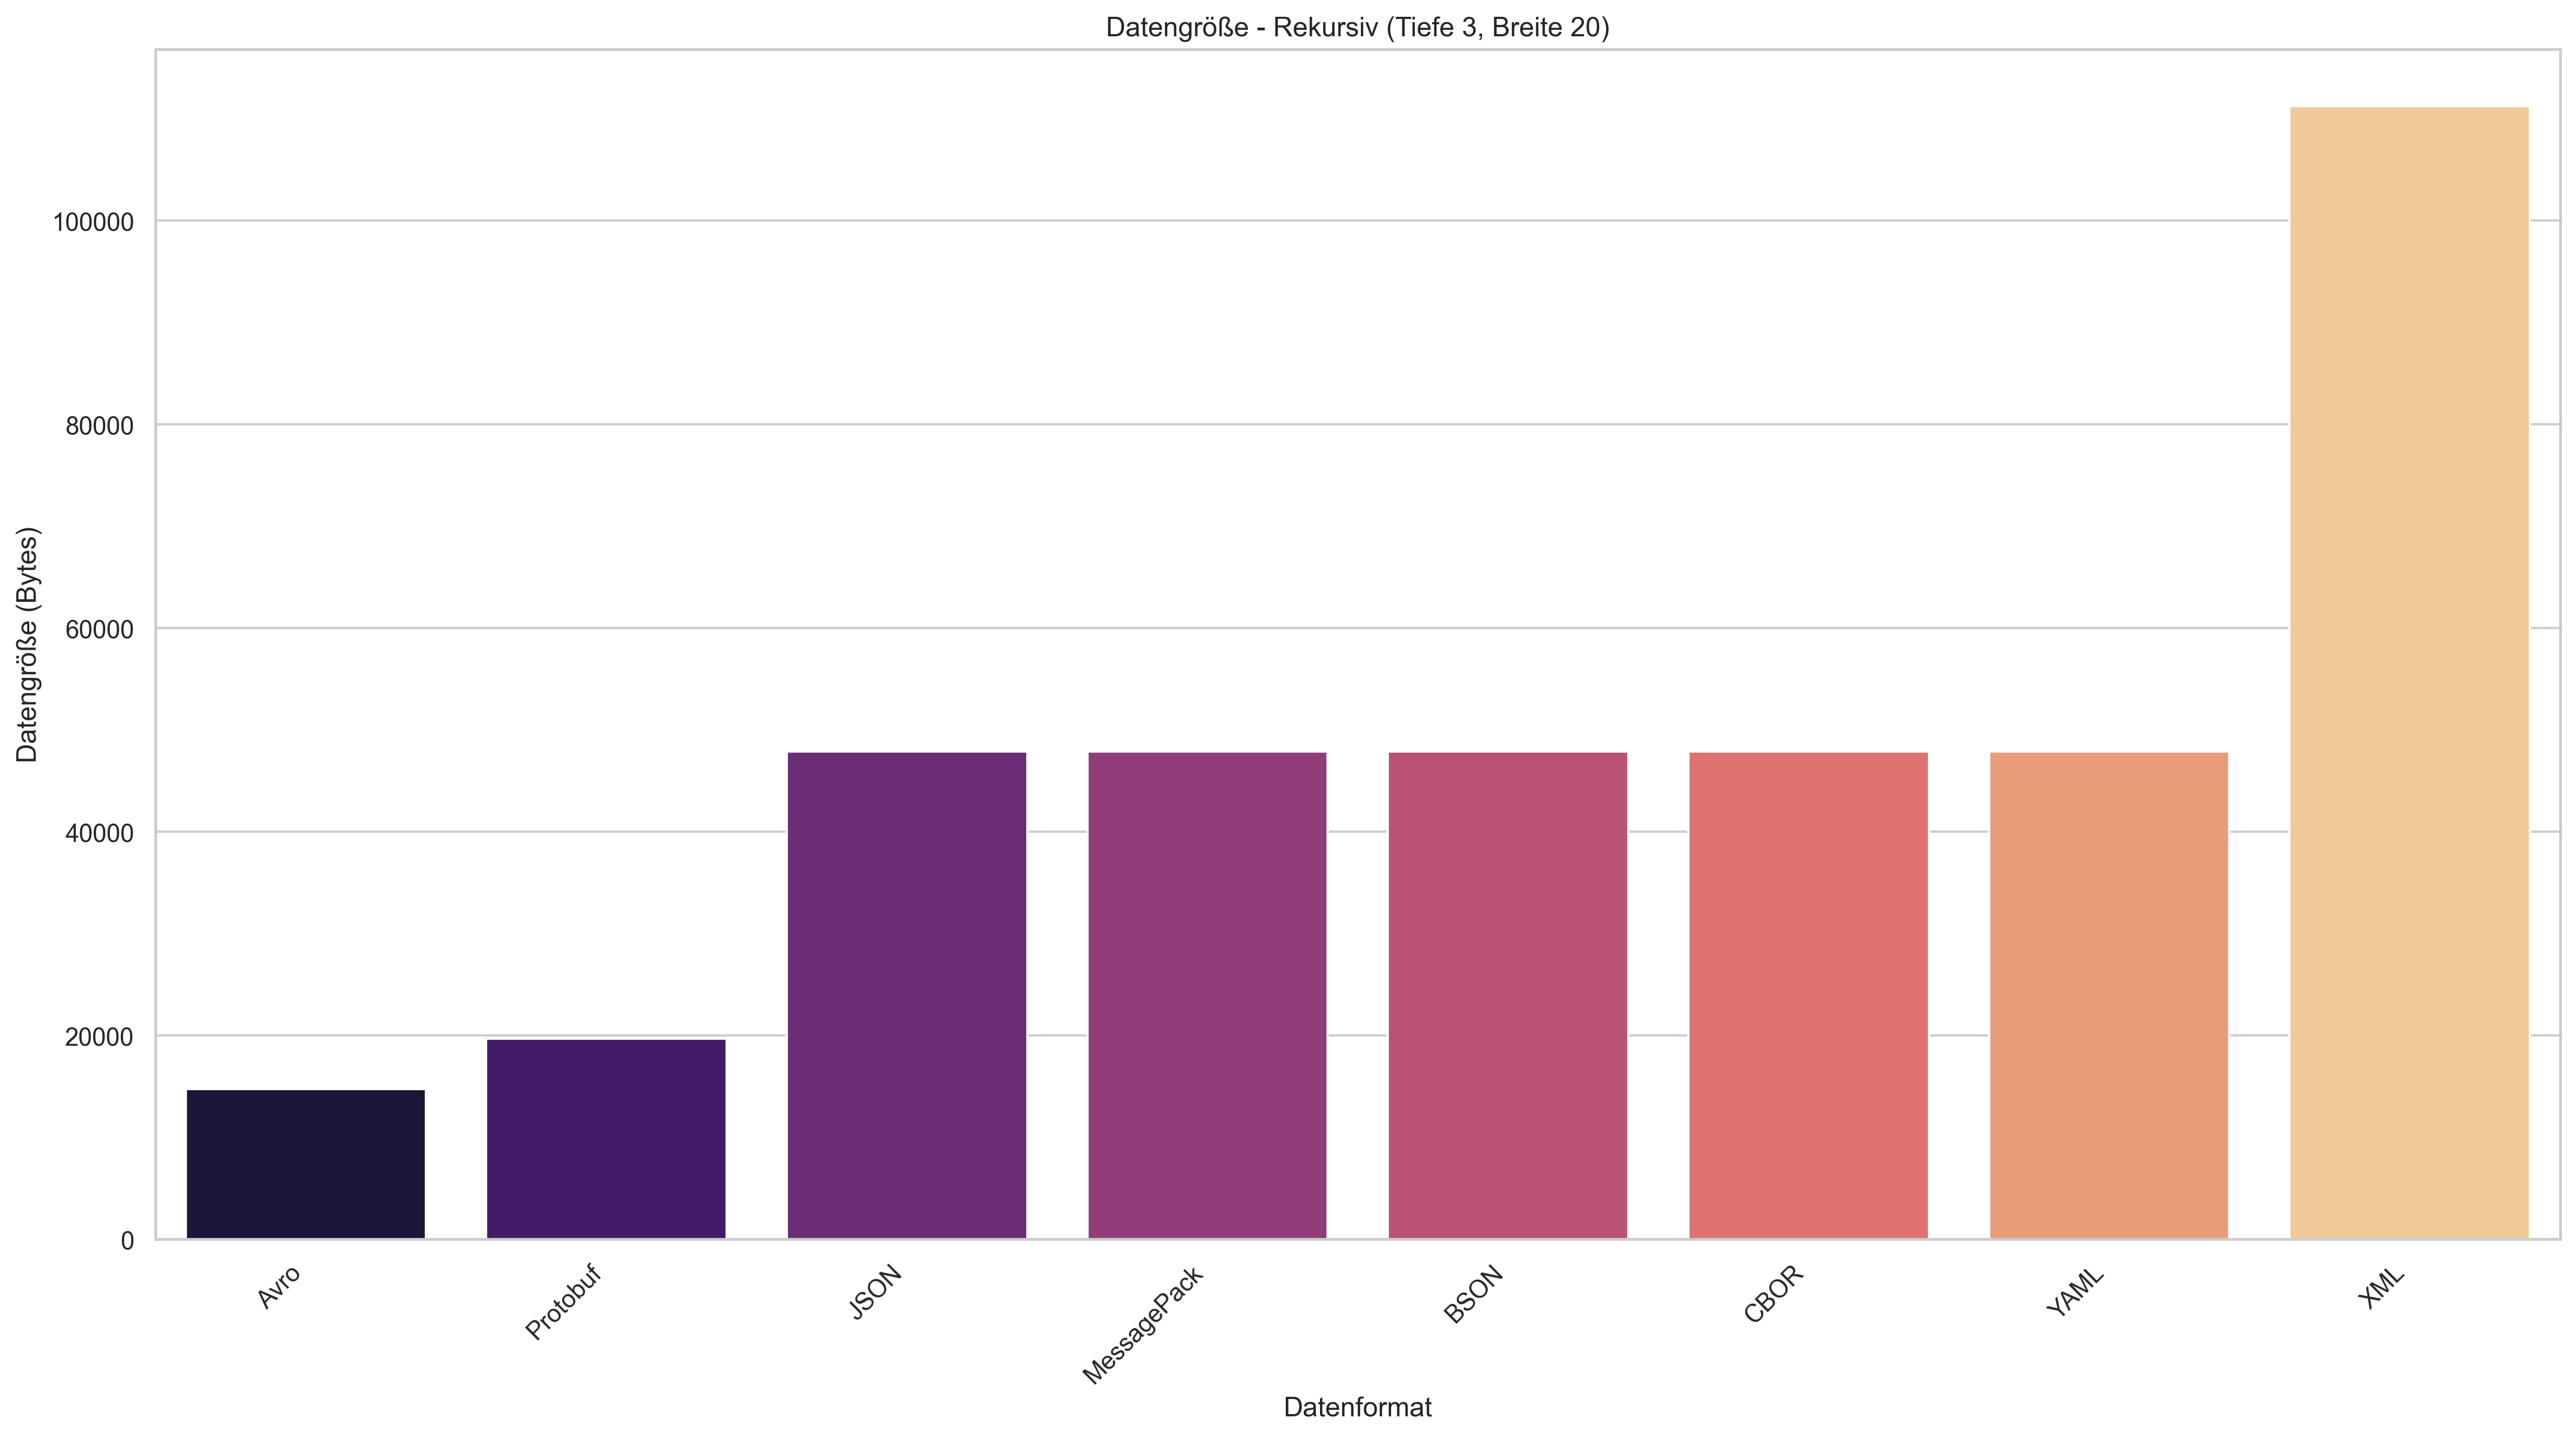 Datengröße - Rekursiv (Tiefe 3, Breite 20)
Datengröße (Bytes)
100000
80000
60000
40000
20000
0
Avro
Protobuf
JSON
MessagePack
BSON
CBOR
YAML
XML
Datenformat